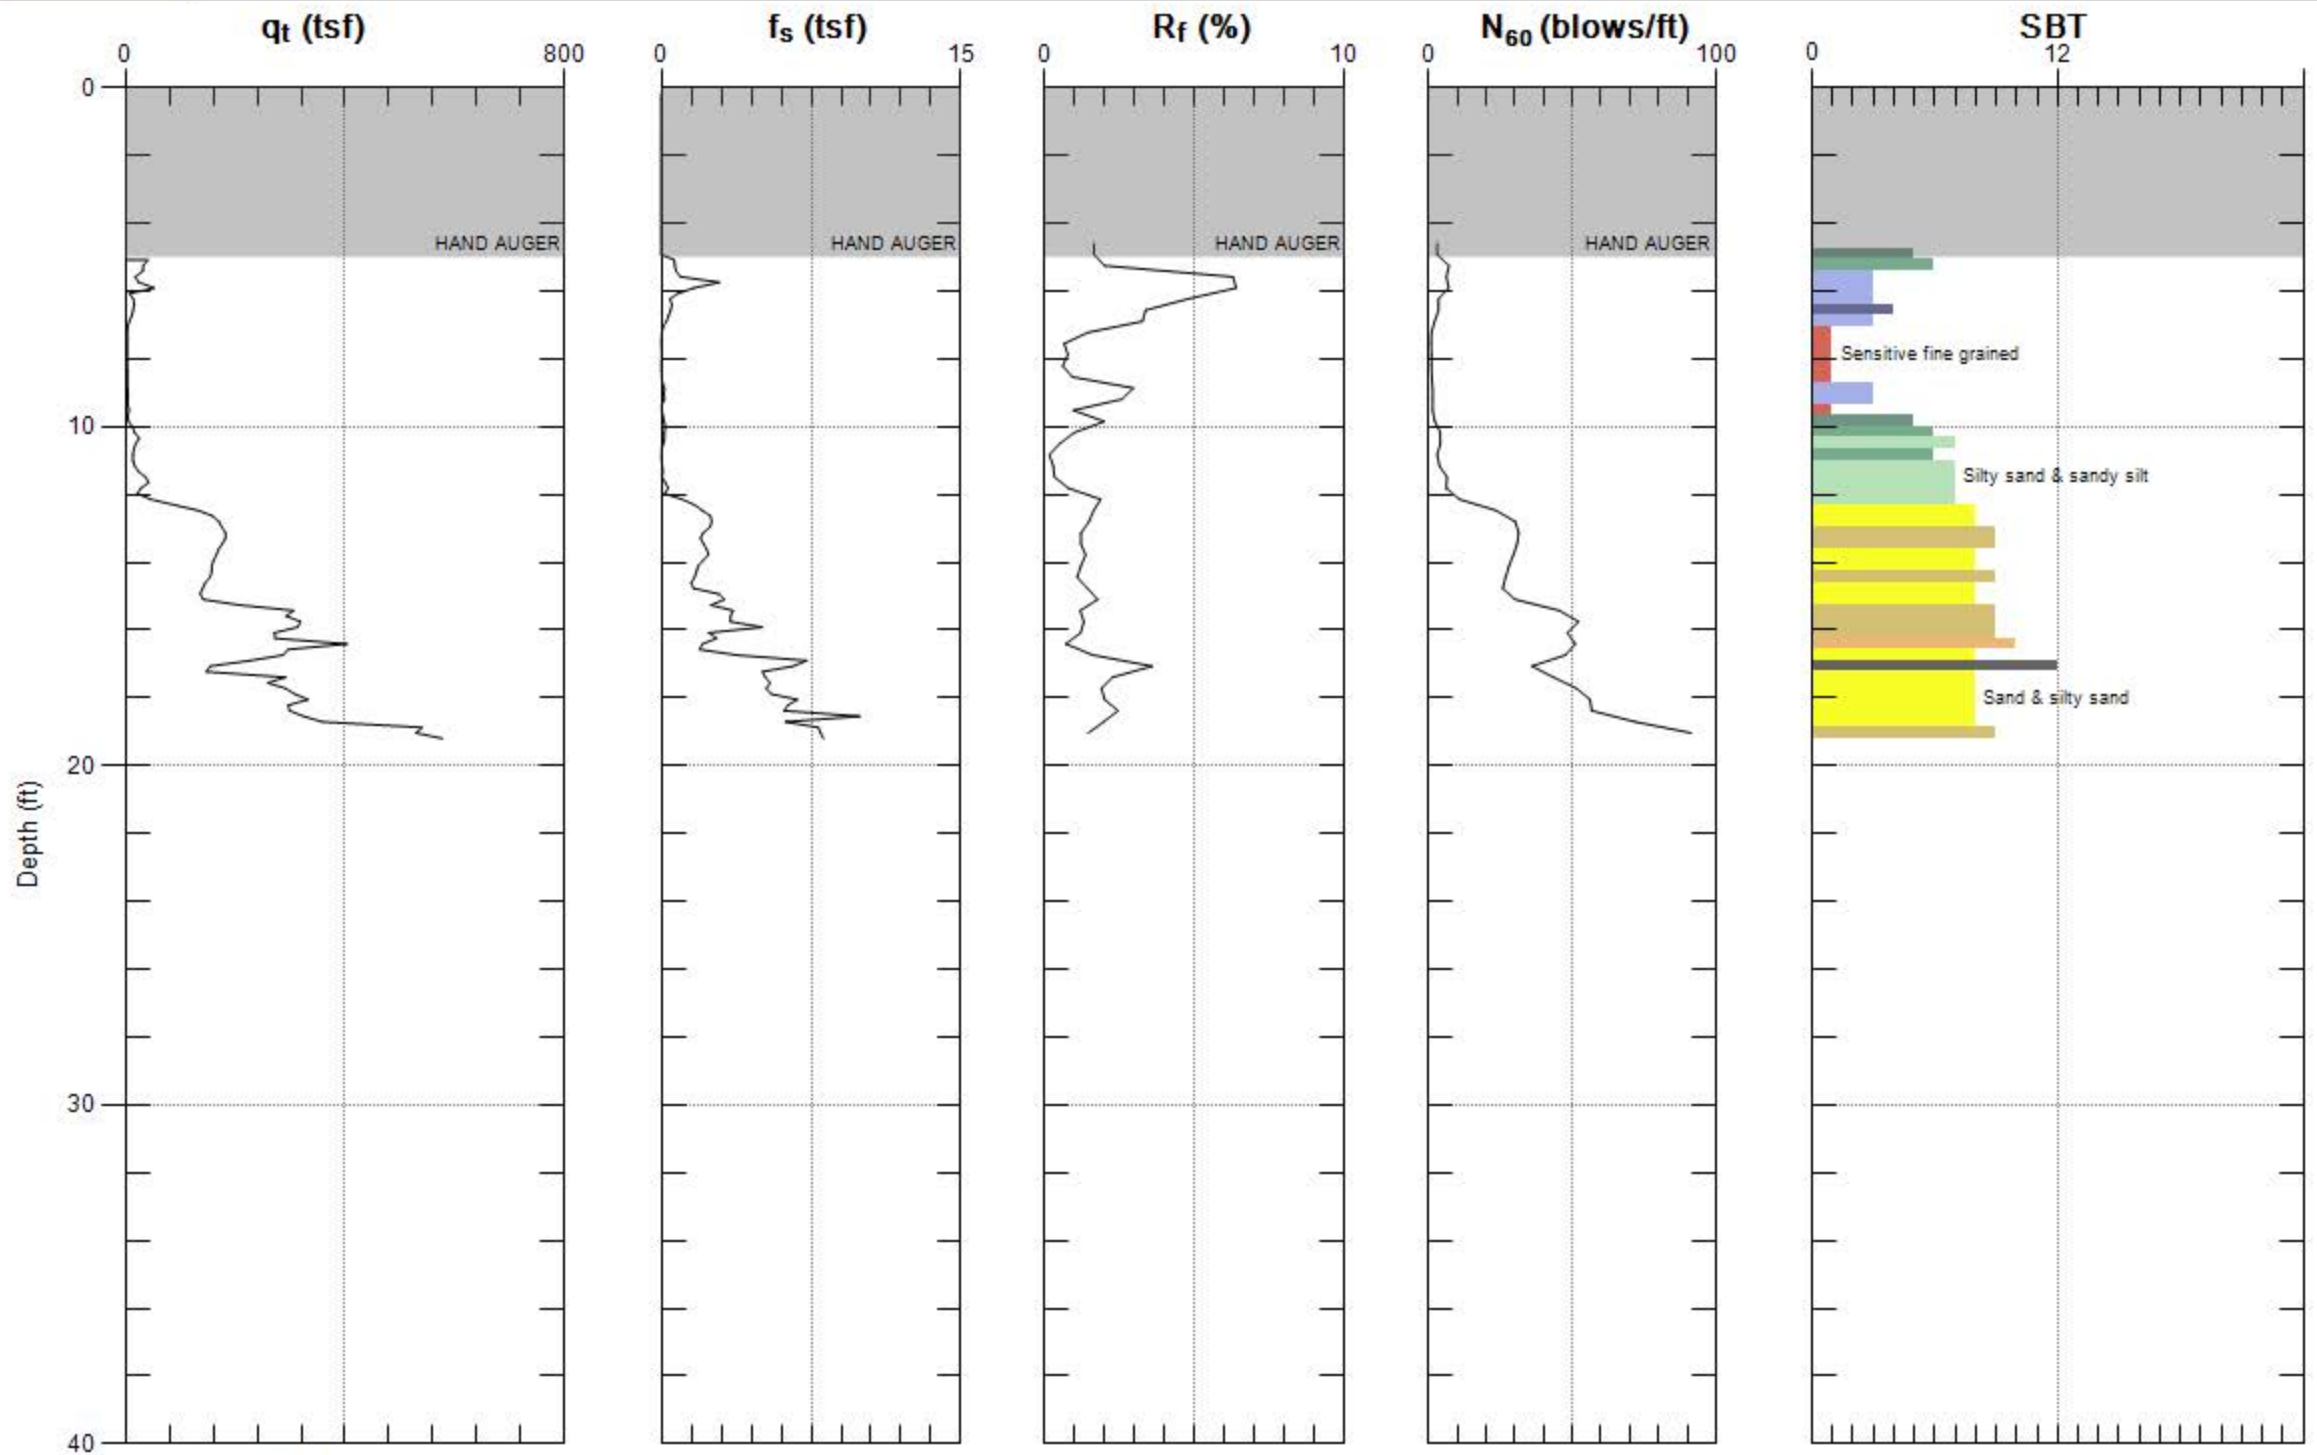 qt (tsf) fs (tsf) Rf (%) N60 (blows/ft) SBT
0 800 0 15 0 10 0 100 0 12
0
HAND AUGER HAND AUGER HAND AUGER HAND AUGER
Sensitive fine grained
10
Silty sand & sandy silt
Sand & silty sand
20
Depth (ft)
30
40